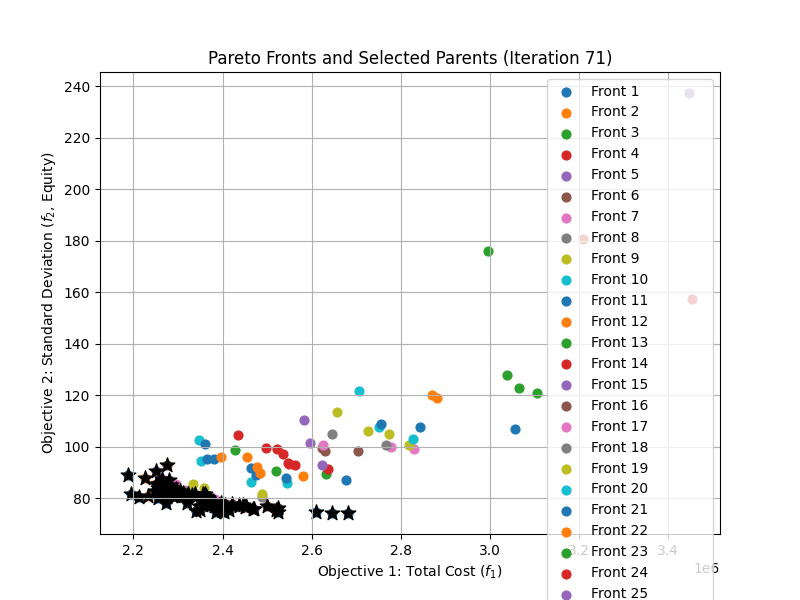 Pareto Fronts and Selected Parents (Iteration 71)
Objective 2: Standard Deviation (f2, Equity)
240
220
200
180
160
140
120
100
80
Front 1
Front 2
Front 3
Front 4
Front 5
Front 6
Front 7
Front 8
Front 9
Front 10
Front 11
Front 12
Front 13
Front 14
Front 15
Front 16
Front 17
Front 18
Front 19
Front 20
Front 21
Front 22
Front 23
Front 24
Front 25
2.2 2.4 2.6 2.8 3.0 3.2 3.4
1e6
Objective 1: Total Cost (f1)